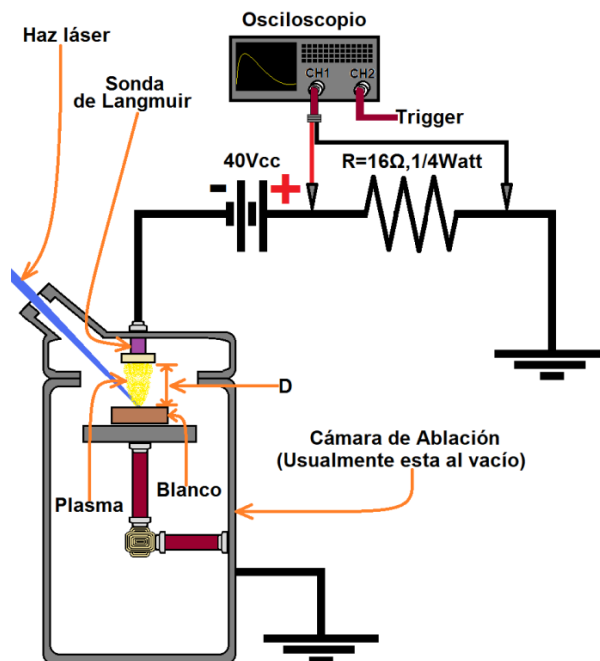 Osciloscopio
Haz láser
Sonda
de Langmuir
CH1 CH2
Trigger
40Vcc
R=16Ω,1/4Watt
- +
D
Cámara de Ablación
(Usualmente esta al vacío)
Plasma
Blanco